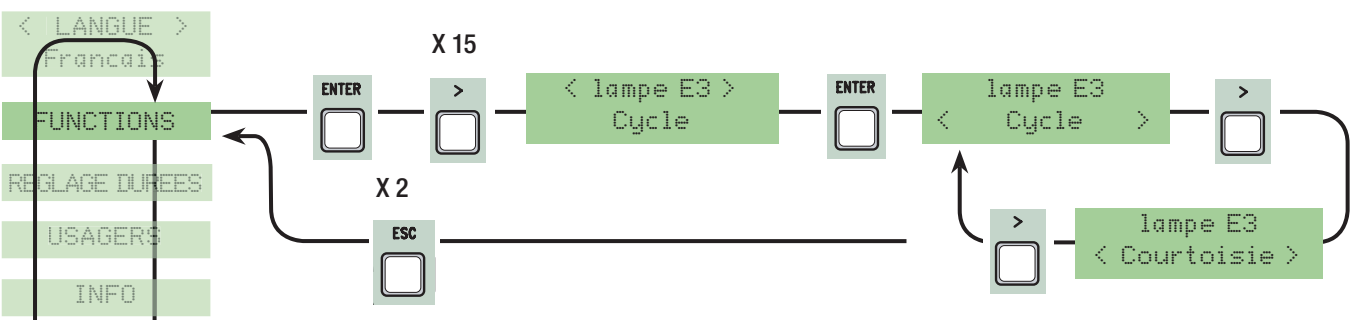 < LANGUE >
Francais
FUNCTIONS
REGLAGE DUREES
USAGERS
INFO
ENTER
X 15
>
< lampe E3 >
Cycle
ENTER
lampe E3
< Cycle >
>
lampe E3
< Courtoisie >
>
X 2
ESC